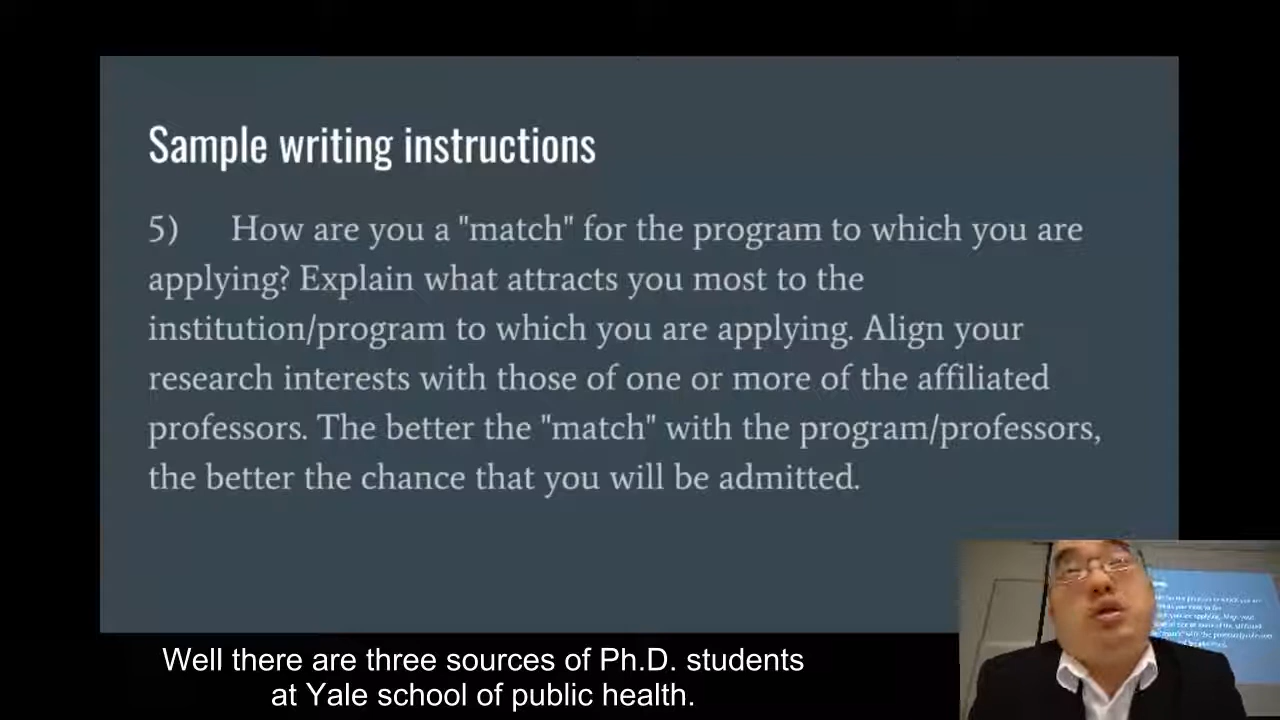 Sample writing instructions
5) How are you a "match" for the program to which you are
applying? Explain what attracts you most to the
institution/program to which you are applying. Align your
research interests with those of one or more of the affiliated
professors. The better the "match" with the program/professors,
the better the chance that you will be admitted.
Well there are three sources of Ph.D. students
at Yale school of public health.